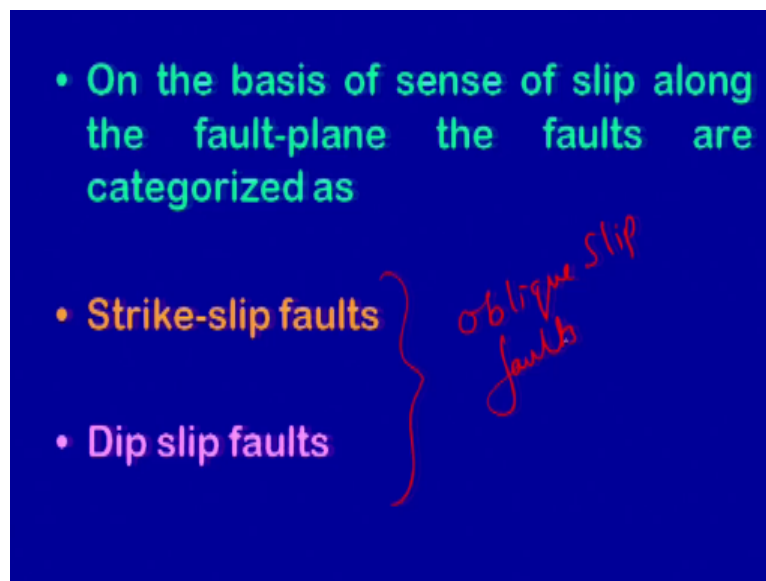 • On the basis of sense of slip along
the fault-plane the faults are
categorized as
• Strike-slip faults
• Dip slip faults
oblique slip
faults